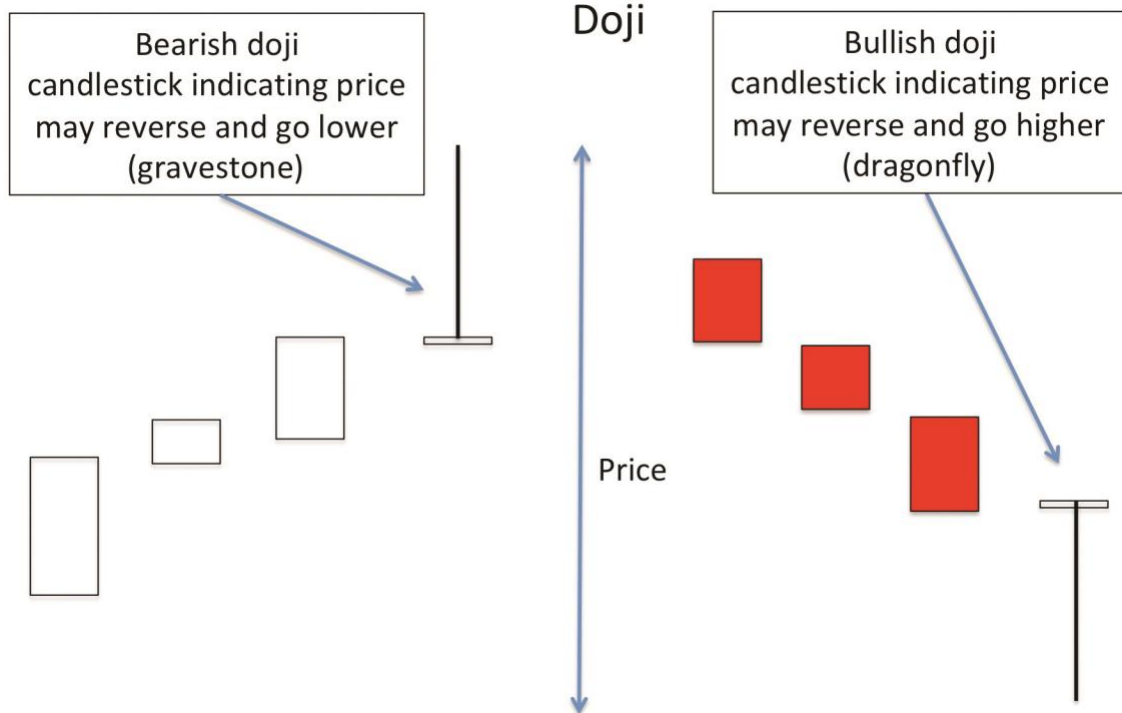 Doji
Bearish doji
candlestick indicating price
may reverse and go lower
(gravestone)
Bullish doji
candlestick indicating price
may reverse and go higher
(dragonfly)
Price